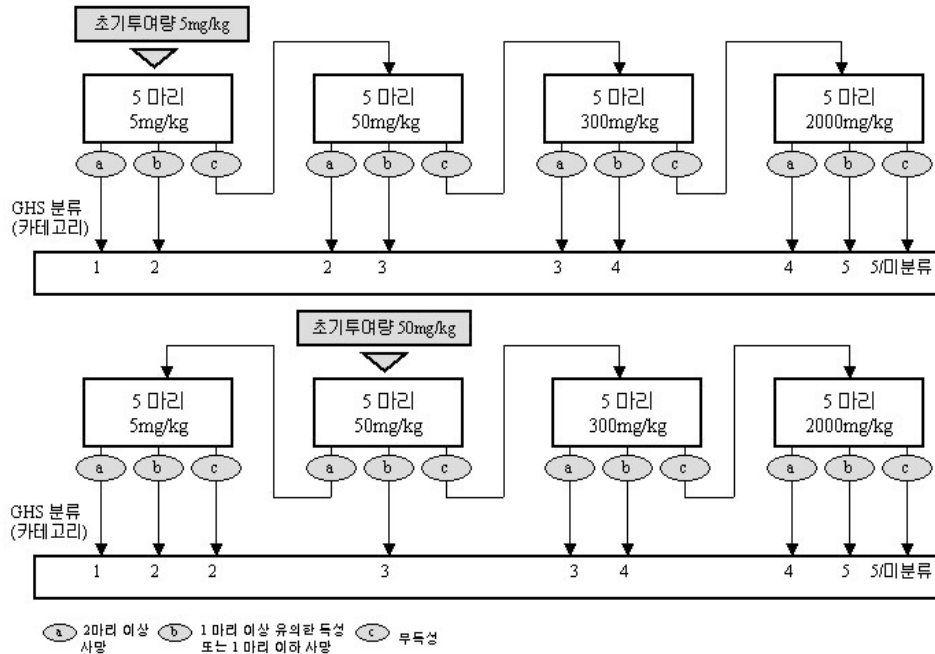 초기투여량 5mg/kg
5 마리
5mg/kg
5 마리
50mg/kg
5 마리
300mg/kg
5 마리
2000mg/kg
a b c a b c a b c a b c
GHS 분류
(카테고리)
1 2 2 3 3 4 4 5 5/미분류
초기투여량 50mg/kg
5 마리
5mg/kg
5 마리
50mg/kg
5 마리
300mg/kg
5 마리
2000mg/kg
a b c a b c a b c a b c
GHS 분류
(카테고리)
1 2 2 3 3 4 4 5 5/미분류
a 2마리 이상
사망
b 1 마리 이상 유의한 독성
또는 1 마리 이하 사망
c 무독성